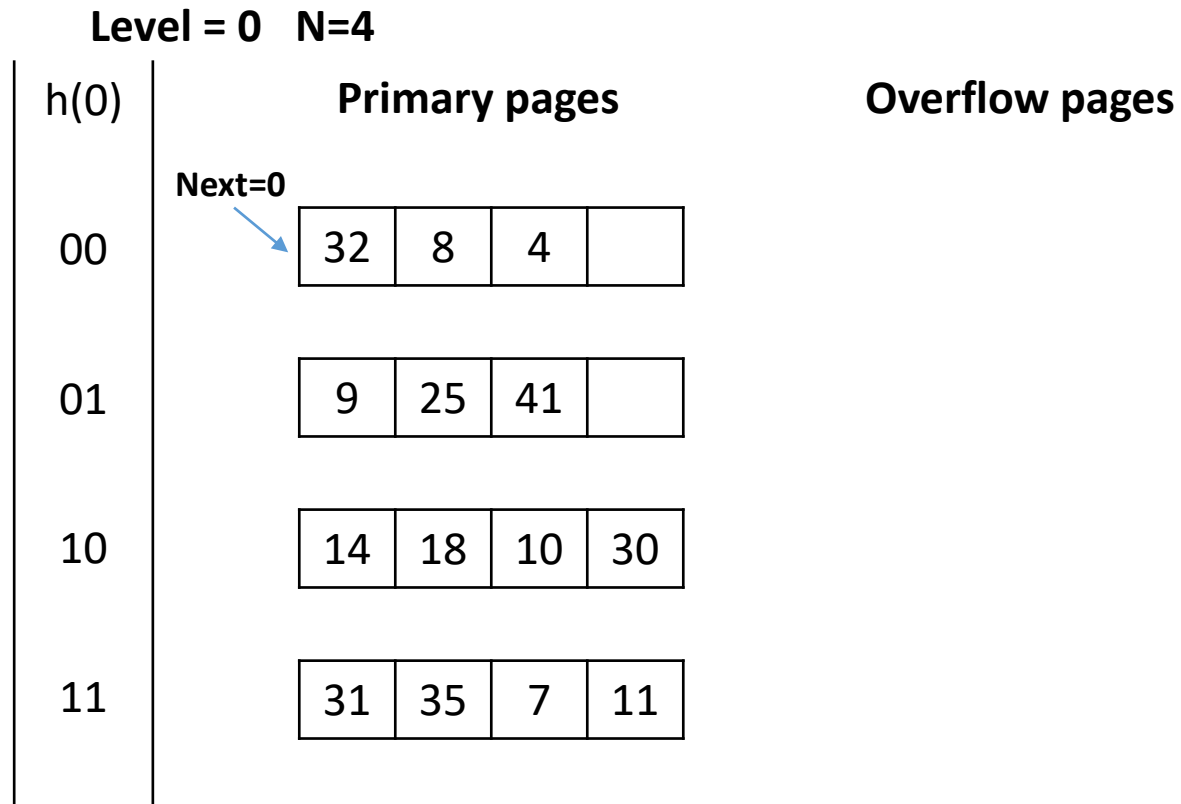 Level = 0 N=4
h(0) Primary pages Overflow pages
Next=0
00 32 8 4
01 9 25 41
10 14 18 10 30
11 31 35 7 11